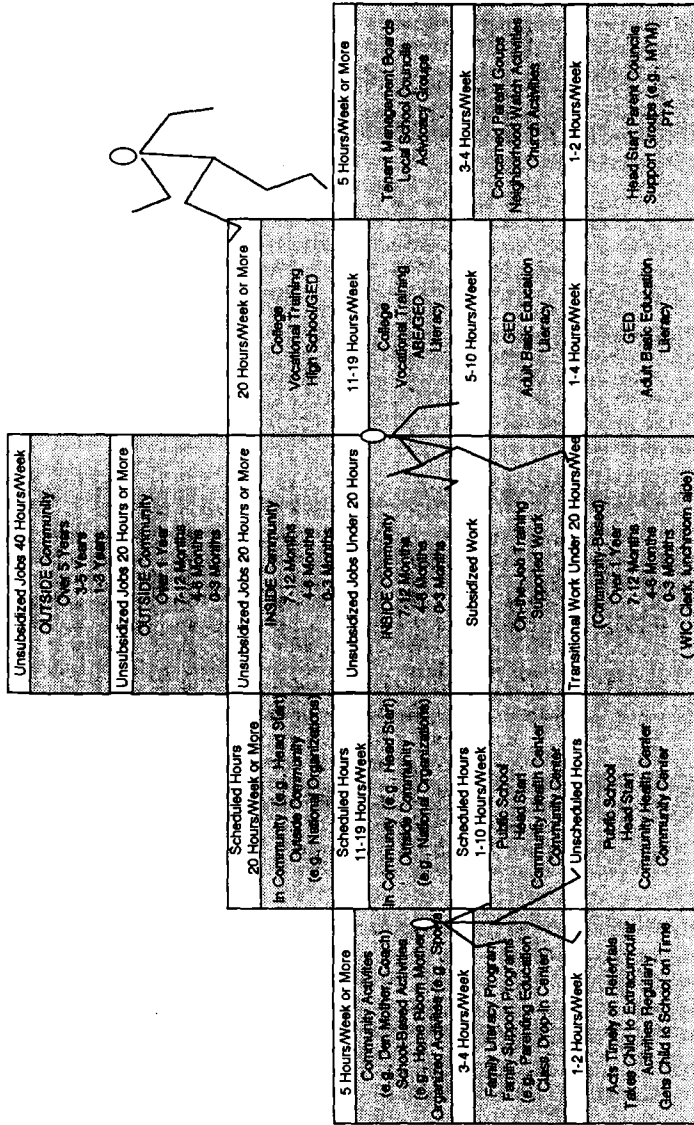 5 Hours/Week or More
Community Activities
(e.g., Den Mother, Coach)
School-Based Activities
(e.g., Home Room Mother)
Organized Activities (e.g., Sports)
3-4 Hours/Week
Family Literacy Program
Family Support Programs
(e.g., Parenting Education
Class, Drop-In Center)
1-2 Hours/Week
Acts Timely on Referrals
Takes Child to Extracurricular
Activities Regularly
Gets Child to School on Time
Scheduled Hours
20 Hours/Week or More
In Community (e.g., Head Start)
Outside Community
(e.g., National Organizations)
Scheduled Hours
11-19 Hours/Week
In Community (e.g., Head Start)
Outside Community
(e.g., National Organizations)
Scheduled Hours
1-10 Hours/Week
Public School
Head Start
Community Health Center
Community Center
Unscheduled Hours
Public School
Head Start
Community Health Center
Community Center
Unsubsidized Jobs 40 Hours/Week
OUTSIDE Community
Over 5 Years
3-5 Years
1-3 Years
Unsubsidized Jobs 20 Hours or More
OUTSIDE Community
Over 1 Year
7-12 Months
4-6 Months
0-3 Months
Unsubsidized Jobs 20 Hours or More
INSIDE Community
7-12 Months
4-6 Months
0-3 Months
Unsubsidized Jobs Under 20 Hours
INSIDE Community
7-12 Months
4-6 Months
0-3 Months
Subsidized Work
On-the-Job Training
Supported Work
Transitional Work Under 20 Hours/Wee
(Community-Based)
Over 1 Year
7-12 Months
4-6 Months
0-3 Months
( WIC Clerk, lunchroom aide)
20 Hours/Week or More
College
Vocational Training
High School/GED
11-19 Hours/Week
College
Vocational Training
ABE/GED
Literacy
5-10 Hours/Week
GED
Adult Basic Education
Literacy
1-4 Hours/Week
GED
Adult Basic Education
Literacy
5 Hours/Week or More
Tenent Management Boards
Local School Councils
Advocacy Groups
3-4 Hours/Week
Concerned Parent Goups
Neighborhood Watch Activities
Church Activities
1-2 Hours/Week
Head Start Parent Councils
Support Groups (e.g., MYM)
PTA